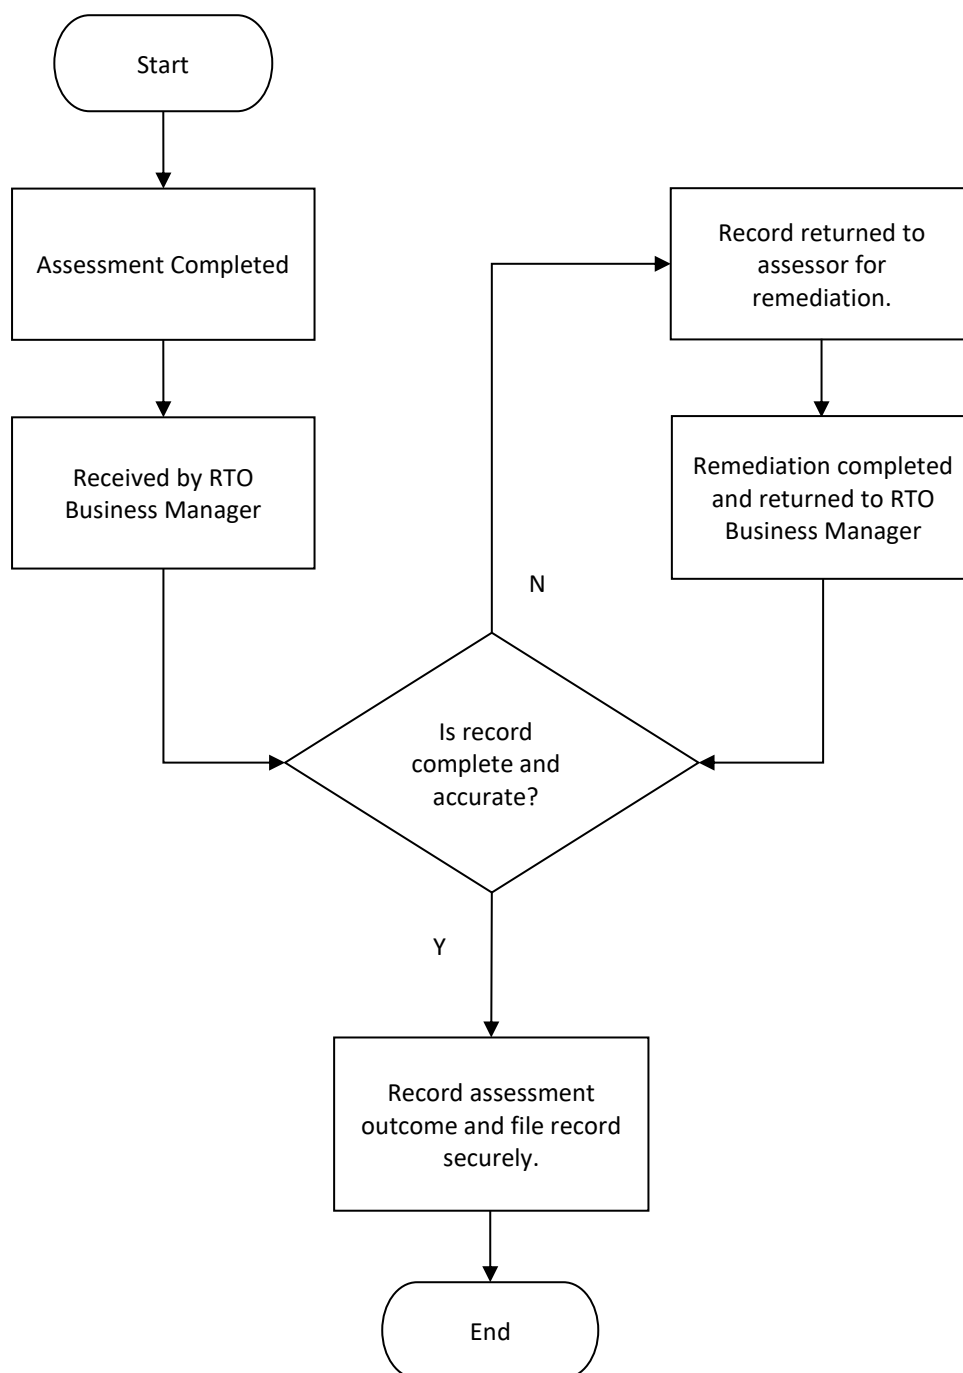 Start
Assessment Completed
Received by RTO
Business Manager
Record returned to
assessor for
remediation.
Remediation completed
and returned to RTO
Business Manager
N
Is record
complete and
accurate?
Y
Record assessment
outcome and file record
securely.
End